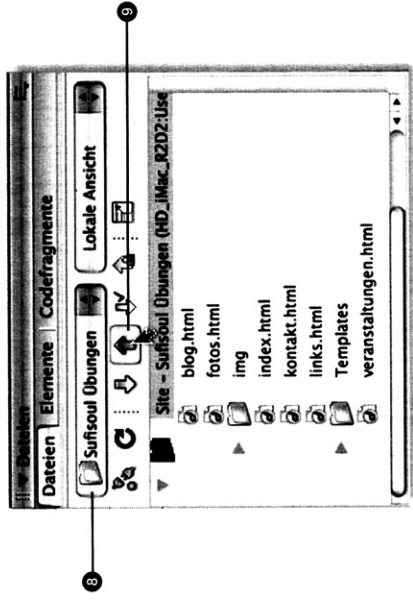 Dateien
Dateien Elemente Codefragmente
Sufisoul Übungen Lokale Ansicht
Site – Sufisoul Übungen (HD_iMac_R2D2:Use
blog.html
fotos.html
img
index.html
kontakt.html
links.html
Templates
veranstaltungen.html
8
9